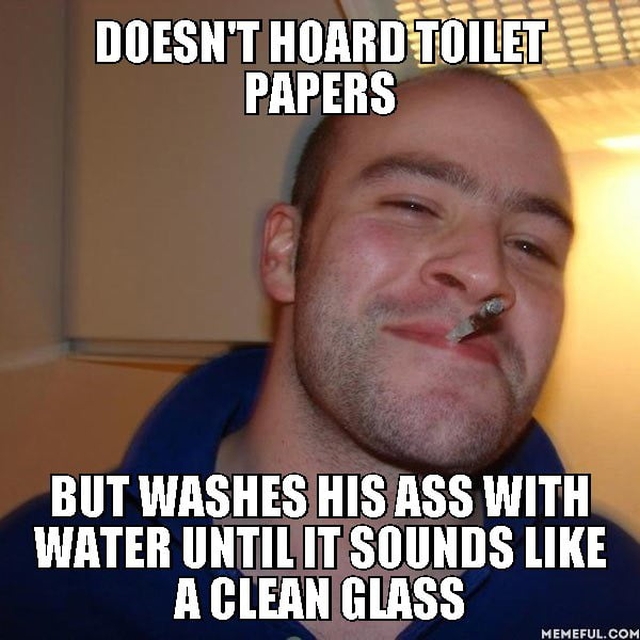 DOESN'T HOARD TOILET
PAPERS
BUT WASHES HIS ASS WITH
WATER UNTIL IT SOUNDS LIKE
A CLEAN GLASS
MEMEFUL.COM